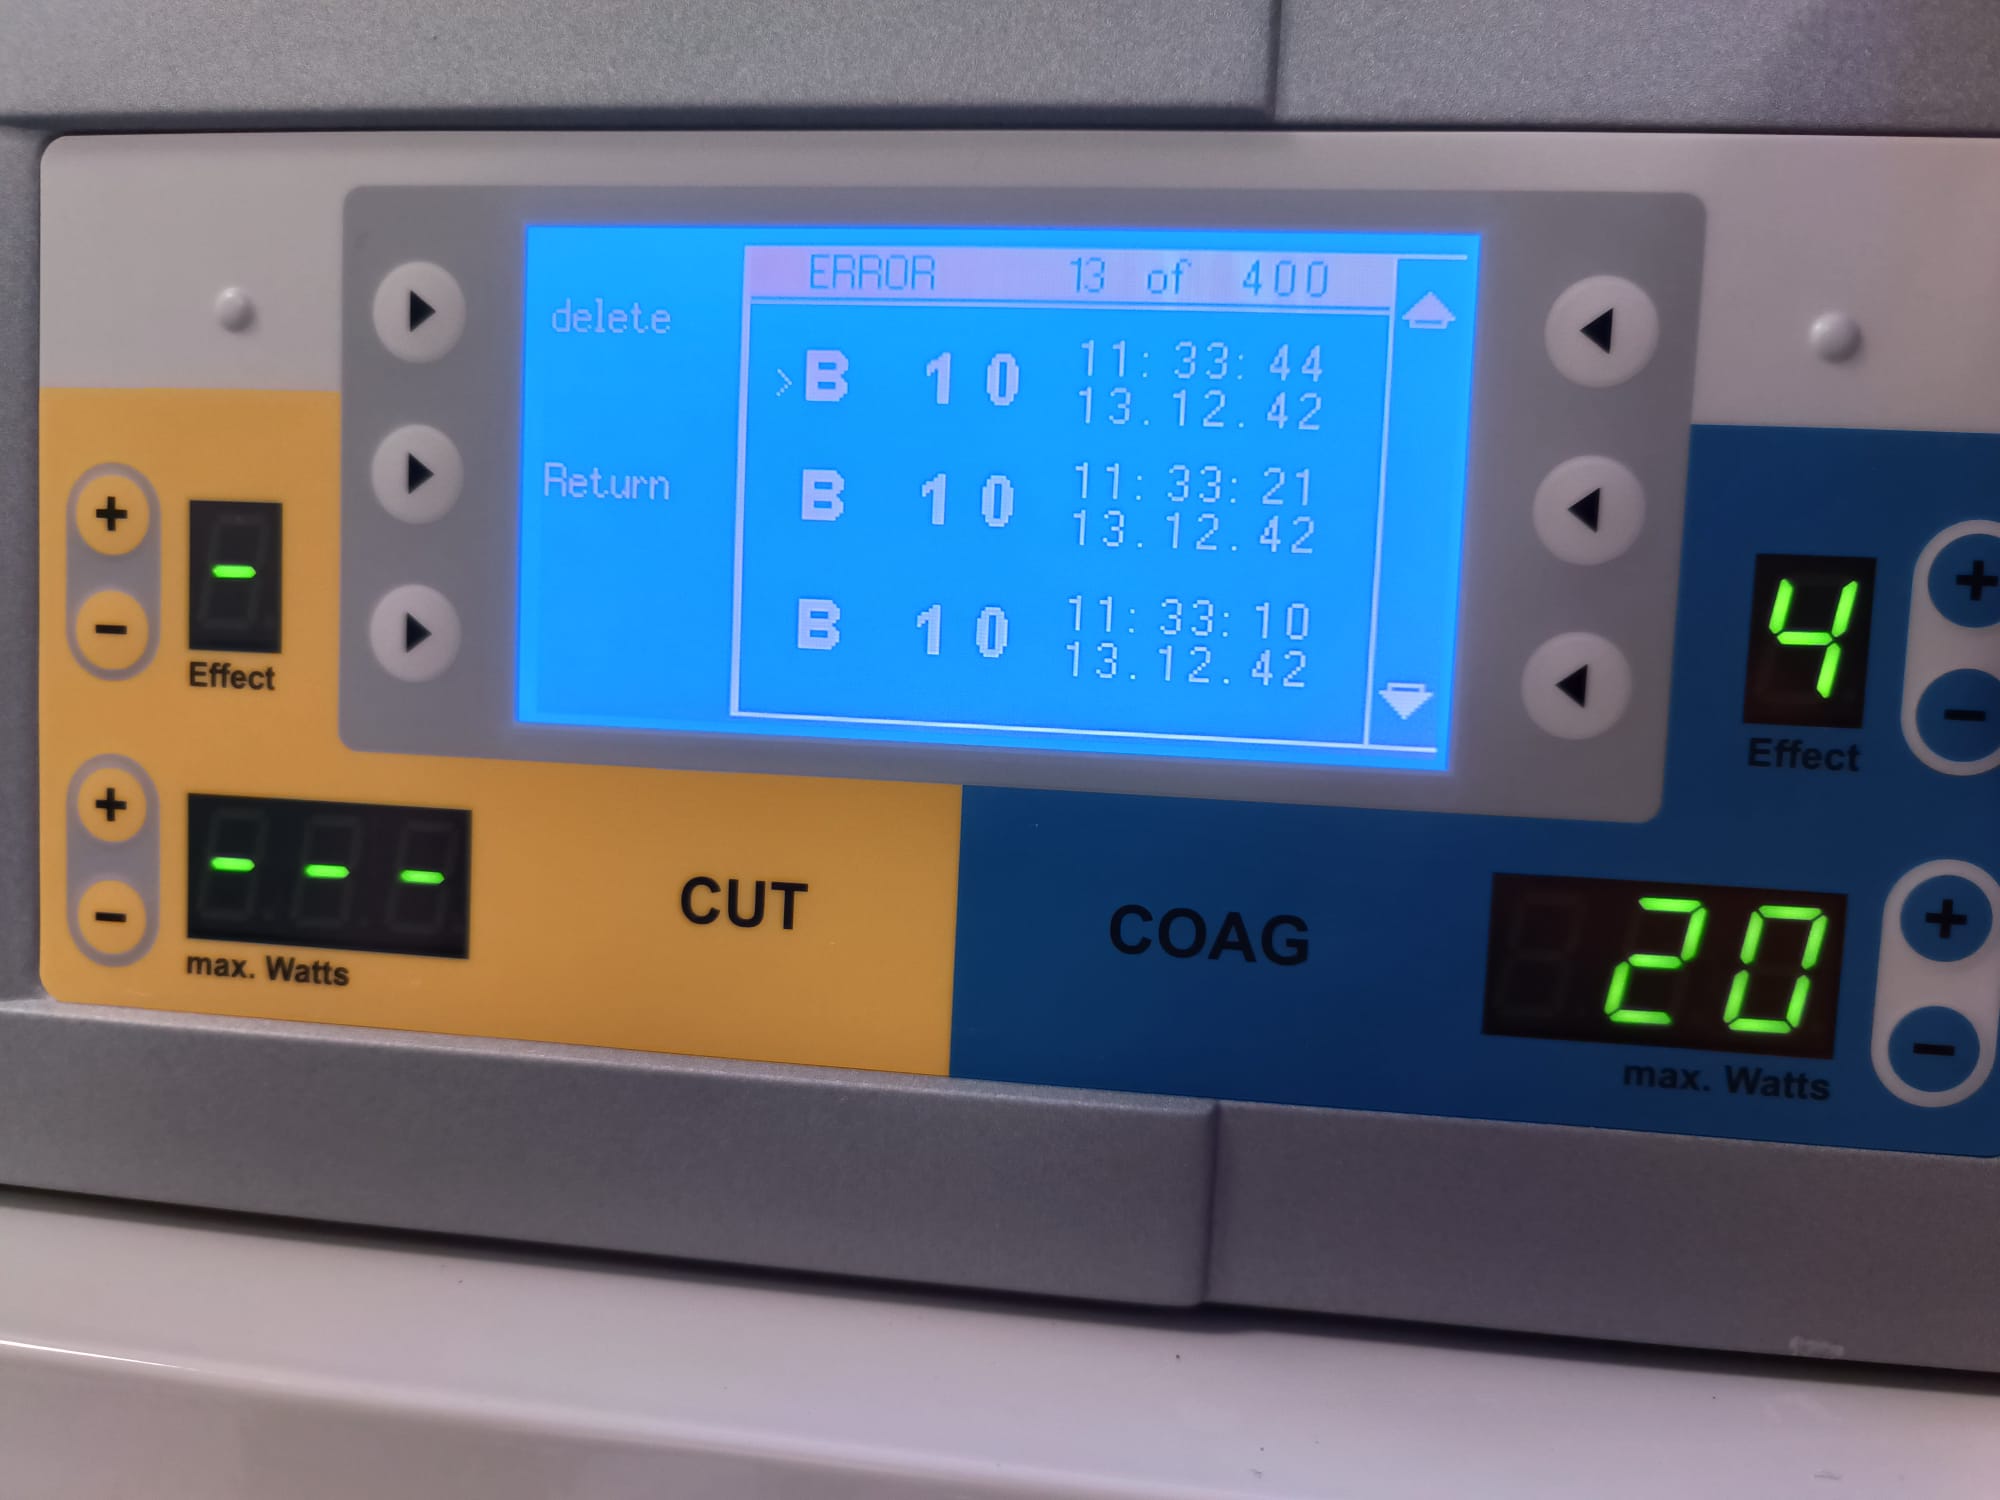 ERROR 13 of 400
delete
> B 10 11:33:44
13.12.42
Return
B 10 11:33:21
13.12.42
B 10 11:33:10
13.12.42
+
-
-
Effect
+
-
---
max. Watts
CUT
COAG
4
Effect
+
-
20
max. Watts
+
-